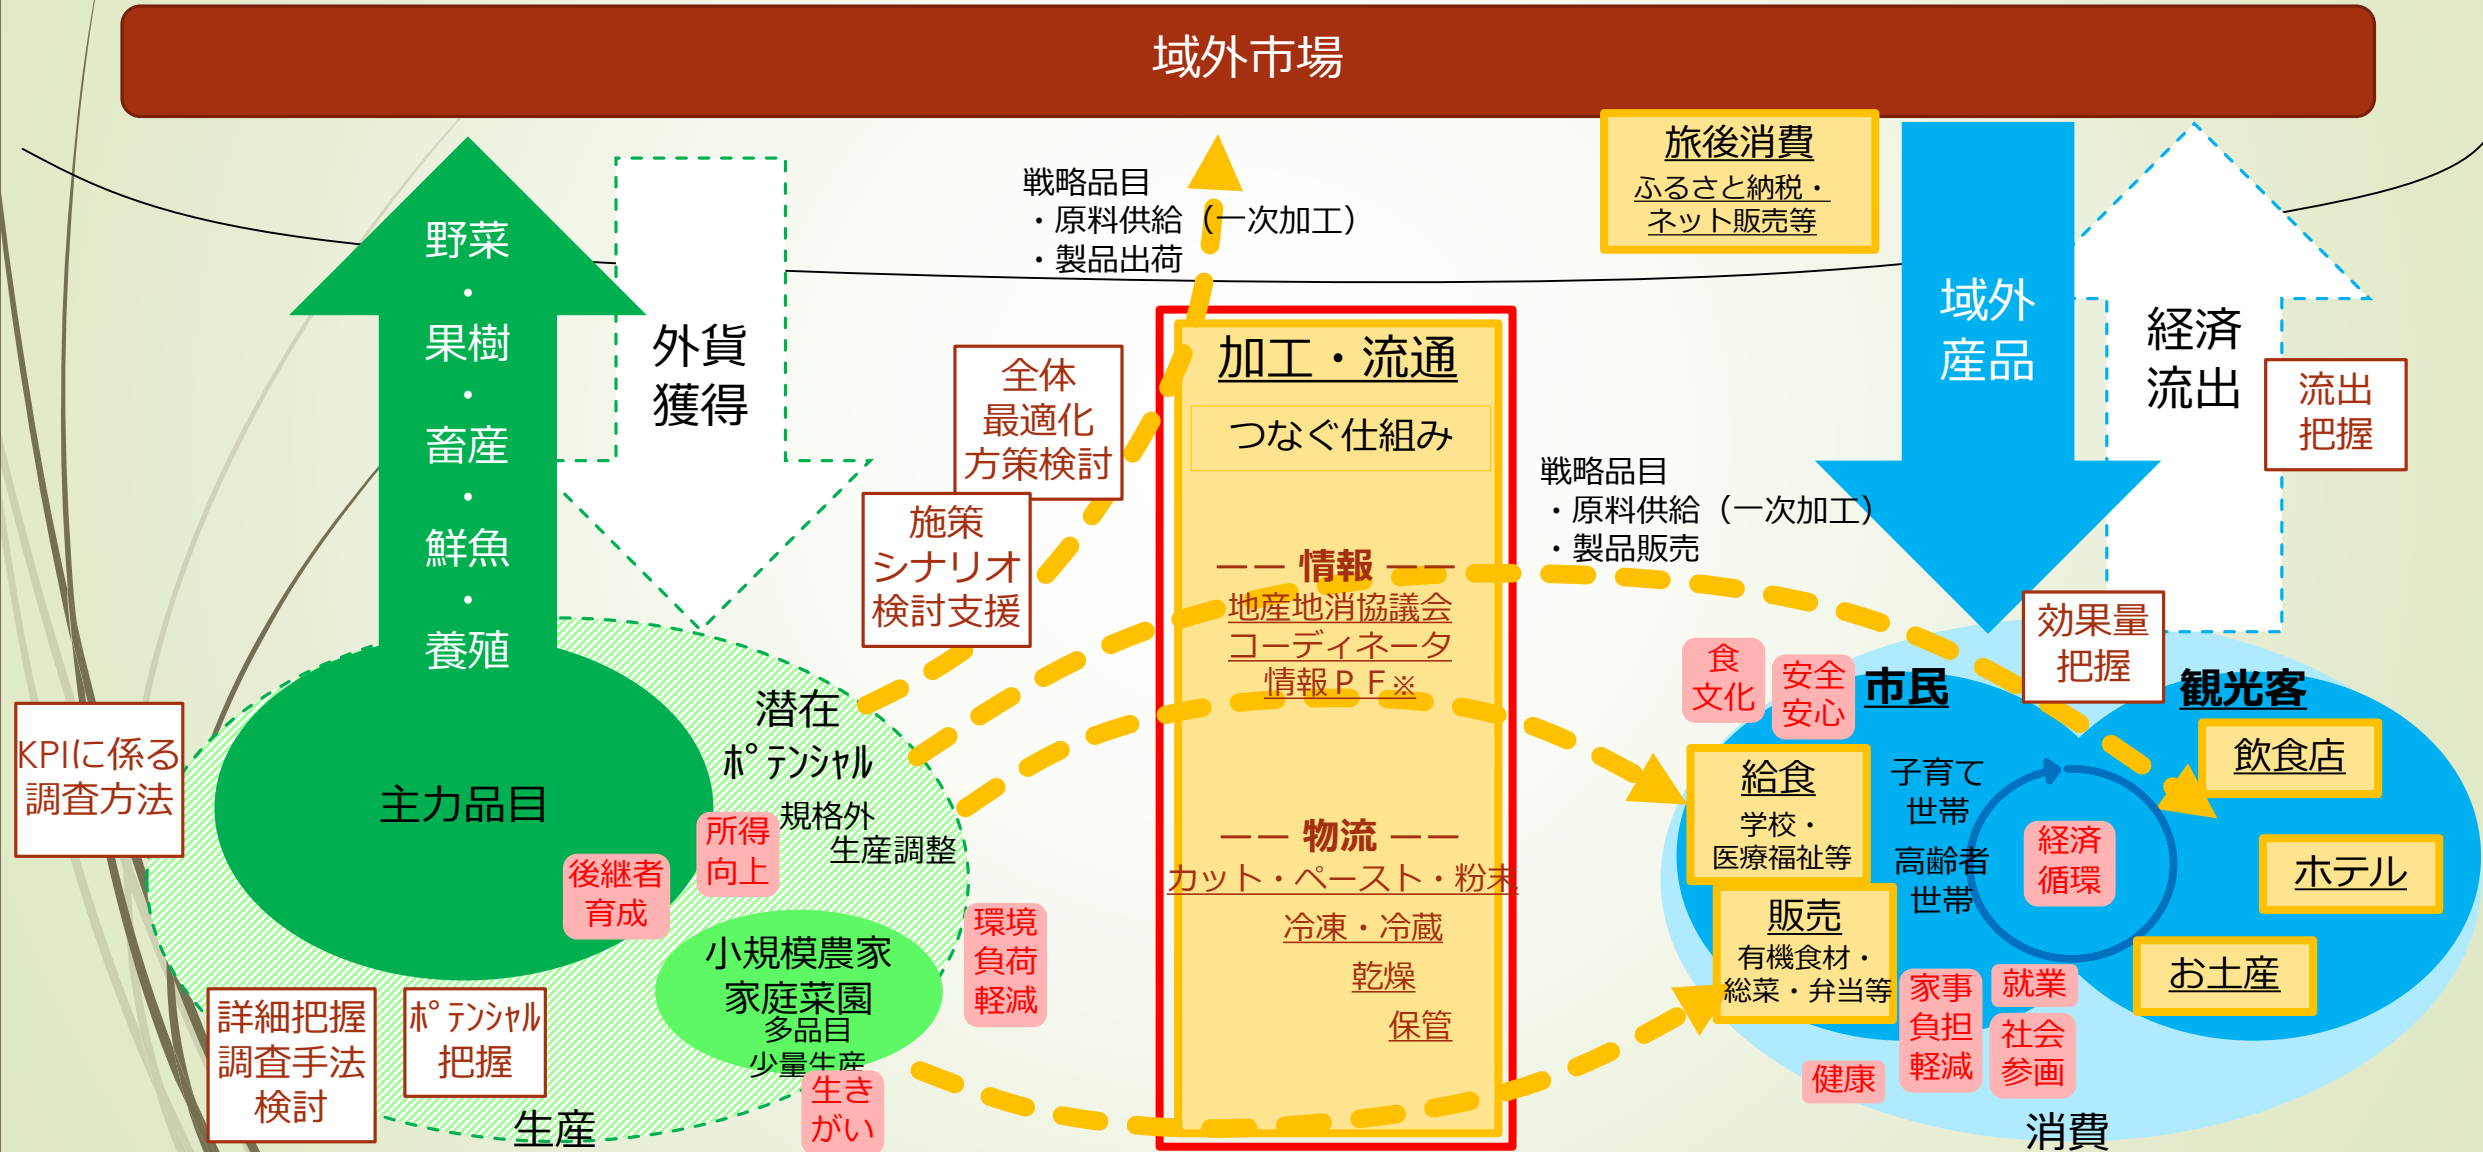 域外市場
旅後消費
ふるさと納税・
ネット販売等
野菜
・
果樹
・
畜産
・
鮮魚
・
養殖
外貨
獲得
戦略品目
・原料供給（一次加工）
・製品出荷
域外
産品
経済
流出
流出
把握
全体
最適化
方策検討
施策
シナリオ
検討支援
加工・流通
つなぐ仕組み
―― 情報 ――
地産地消協議会
コーディネータ
情報ＰＦ※
―― 物流 ――
カット・ペースト・粉末
冷凍・冷蔵
乾燥
保管
戦略品目
・原料供給（一次加工）
・製品販売
効果量
把握
KPIに係る
調査方法
主力品目
潜在
ﾎﾟﾃﾝｼｬﾙ
規格外
生産調整
所得
向上
後継者
育成
小規模農家
家庭菜園
多品目
少量生産
環境
負荷
軽減
生き
がい
詳細把握
調査手法
検討
ﾎﾟﾃﾝｼｬﾙ
把握
生産
食
文化
安全
安心
市民
観光客
給食
学校・
医療福祉等
販売
有機食材・
総菜・弁当等
子育て
世帯
高齢者
世帯
経済
循環
飲食店
ホテル
お土産
家事
負担
軽減
就業
社会
参画
健康
消費